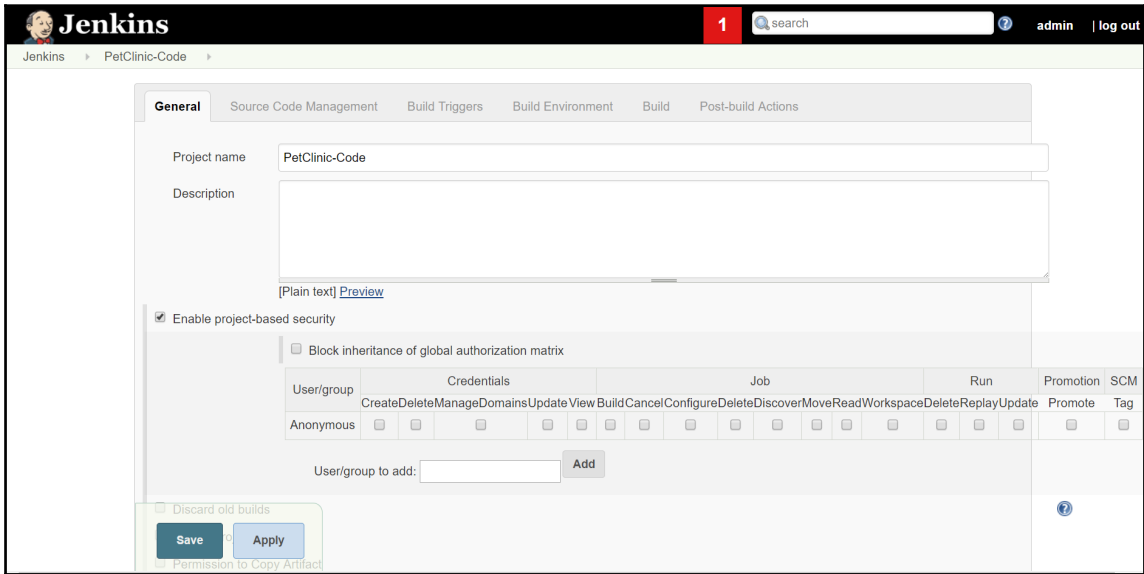 Jenkins 1 search admin | log out
Jenkins PetClinic-Code
General Source Code Management Build Triggers Build Environment Build Post-build Actions
Project name PetClinic-Code
Description
[Plain text] Preview
Enable project-based security
Block inheritance of global authorization matrix
User/group Credentials Job Run Promotion SCM
Create Delete ManageDomains Update View Build Cancel Configure Delete Discover Move Read Workspace Delete Replay Update Promote Tag
Anonymous
User/group to add: Add
Discard old builds
Save Apply
Permission to Copy Artifact